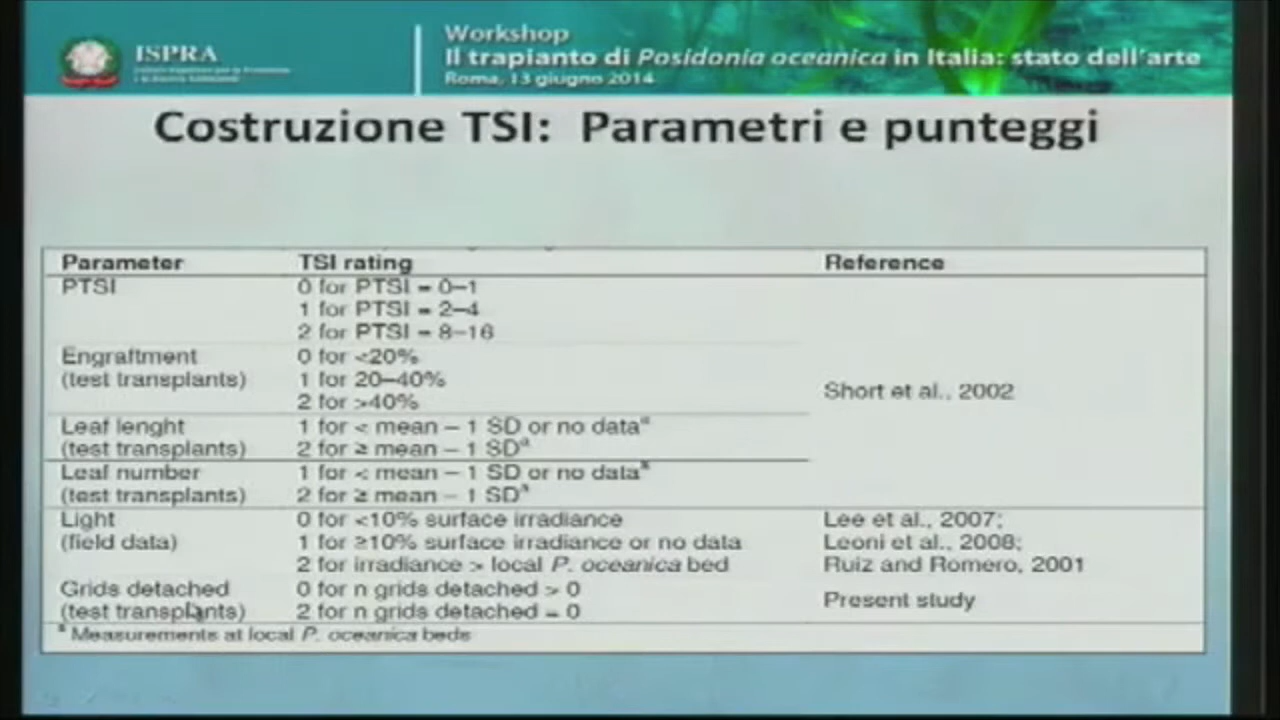 ISPRA
Workshop
Il trapianto di Posidonia oceanica in Italia: stato dell'arte
Roma, 13 giugno 2014
Costruzione TSI: Parametri e punteggi
Parameter TSI rating Reference
PTSI 0 for PTSI = 0–1
1 for PTSI = 2–4
2 for PTSI = 8–16
Engraftment 0 for <20%
(test transplants) 1 for 20–40%
2 for >40%
Short et al., 2002
Leaf lenght 1 for < mean – 1 SD or no dataª
(test transplants) 2 for ≥ mean – 1 SDª
Leaf number 1 for < mean – 1 SD or no dataª
(test transplants) 2 for ≥ mean – 1 SDª
Light 0 for <10% surface irradiance Lee et al., 2007;
(field data) 1 for ≥10% surface irradiance or no data Leoni et al., 2008;
2 for irradiance > local P. oceanica bed Ruiz and Romero, 2001
Grids detached 0 for n grids detached > 0
(test transplants) 2 for n grids detached = 0
Present study
ª Measurements at local P. oceanica beds